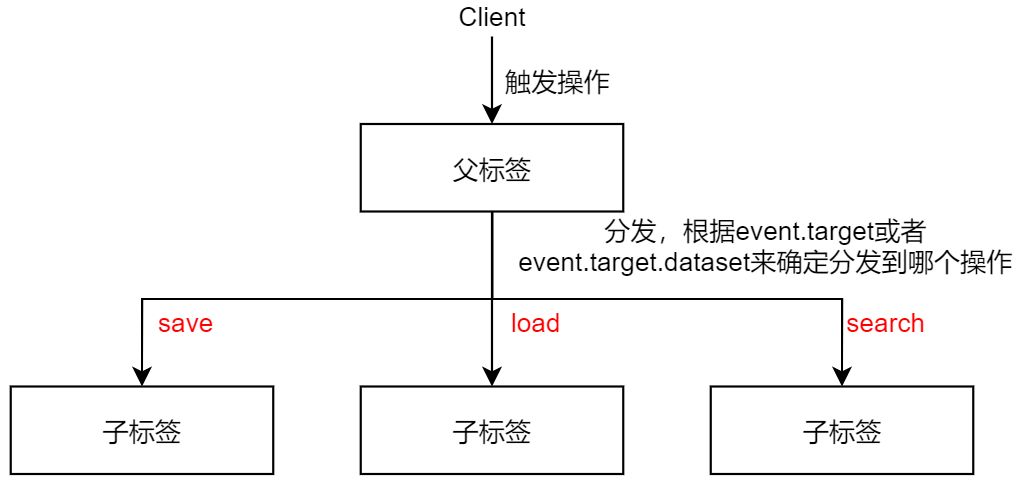 Client
触发操作
父标签
分发，根据event.target或者
event.target.dataset来确定分发到哪个操作
save
load
search
子标签
子标签
子标签